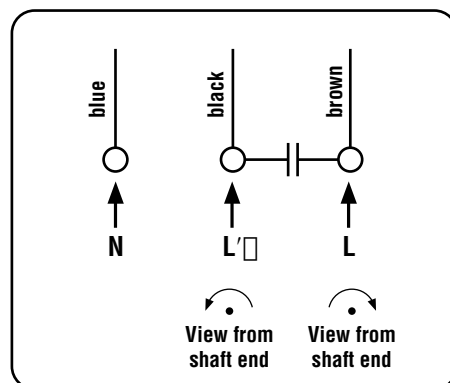 blue
black
brown
N
L′
L
View from
shaft end
View from
shaft end